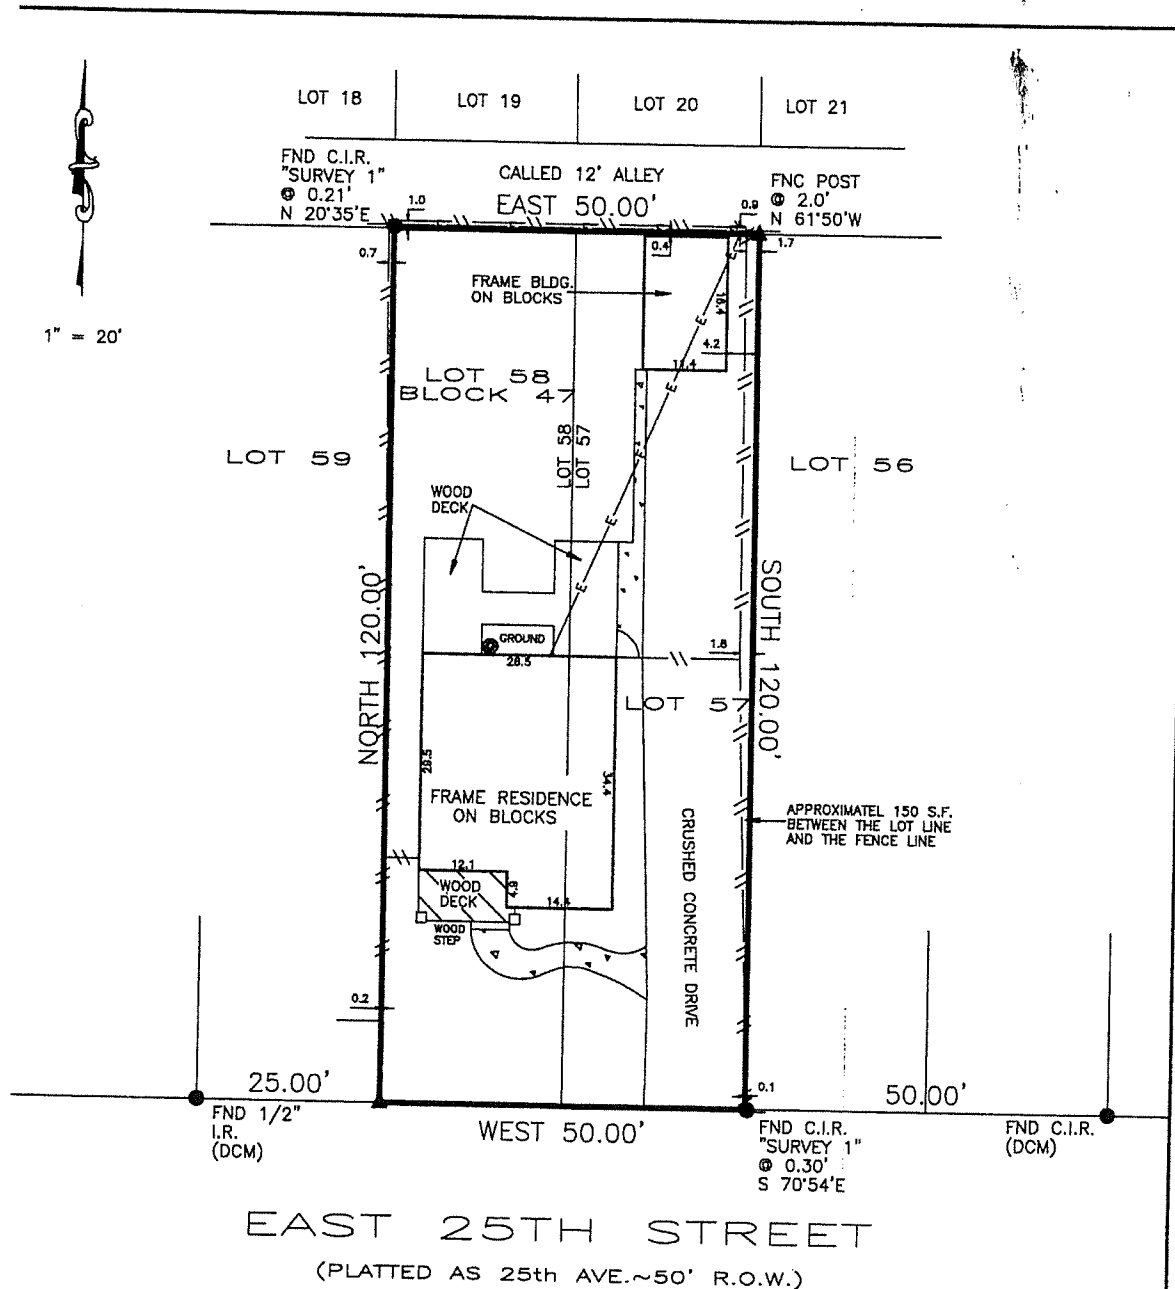 LOT 18
LOT 19
LOT 20
LOT 21
FND C.I.R.
"SURVEY 1"
@ 0.21'
N 20°35'E
CALLED 12' ALLEY
EAST 50.00'
FNC POST
@ 2.0'
N 61°50'W
1.0
0.9
0.7
0.4
1.7
FRAME BLDG.
ON BLOCKS
16.4
4.2
11.4
1" = 20'
LOT 58
BLOCK 47
LOT 59
LOT 58
LOT 57
LOT 56
E
E
E
E
E
E
WOOD
DECK
NORTH 120.00'
SOUTH 120.00'
GROUND
28.5
1.8
LOT 57
29.5
34.4
FRAME RESIDENCE
ON BLOCKS
CRUSHED CONCRETE DRIVE
APPROXIMATEL 150 S.F.
BETWEEN THE LOT LINE
AND THE FENCE LINE
12.1
WOOD
DECK
4.9
14.4
WOOD
STEP
0.2
0.1
25.00'
50.00'
FND 1/2"
I.R.
(DCM)
WEST 50.00'
FND C.I.R.
"SURVEY 1"
@ 0.30'
S 70°54'E
FND C.I.R.
(DCM)
EAST 25TH STREET
(PLATTED AS 25th AVE.~50' R.O.W.)